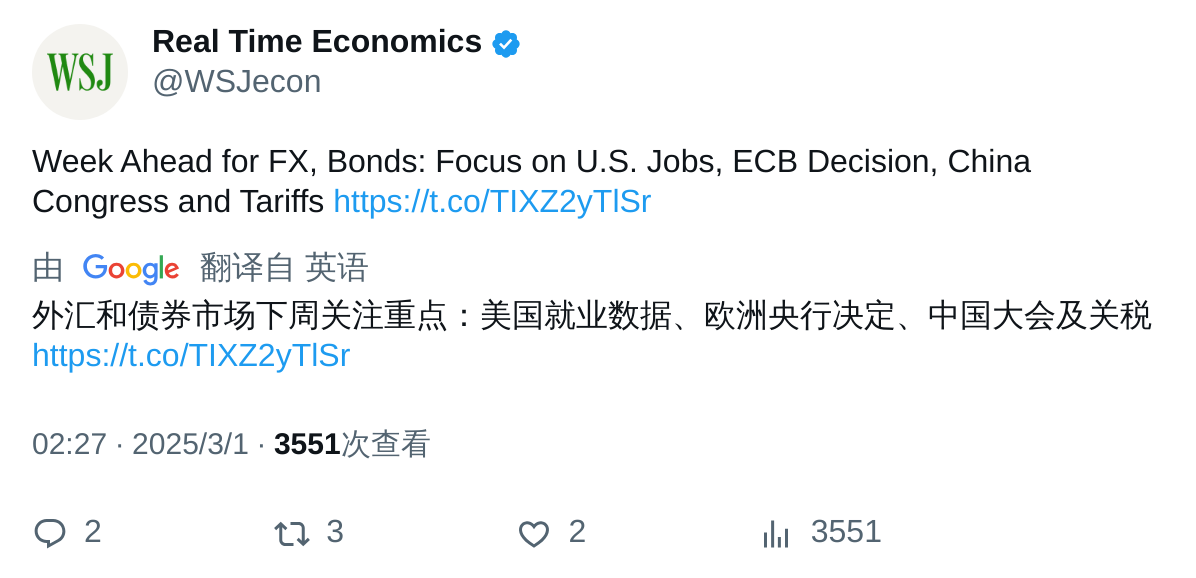 WSJ
Real Time Economics
@WSJecon
Week Ahead for FX, Bonds: Focus on U.S. Jobs, ECB Decision, China
Congress and Tariffs https://t.co/TIXZ2yTlSr
由 Google 翻译自 英语
外汇和债券市场下周关注重点：美国就业数据、欧洲央行决定、中国大会及关税
https://t.co/TIXZ2yTlSr
02:27 · 2025/3/1 · 3551次查看
2 3 2 3551